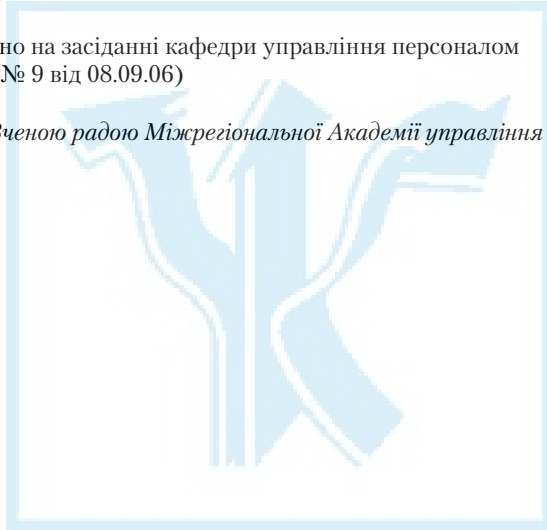 но на засіданні кафедри управління персоналом
№ 9 від 08.09.06)
вченою радою Міжрегіональної Академії управління